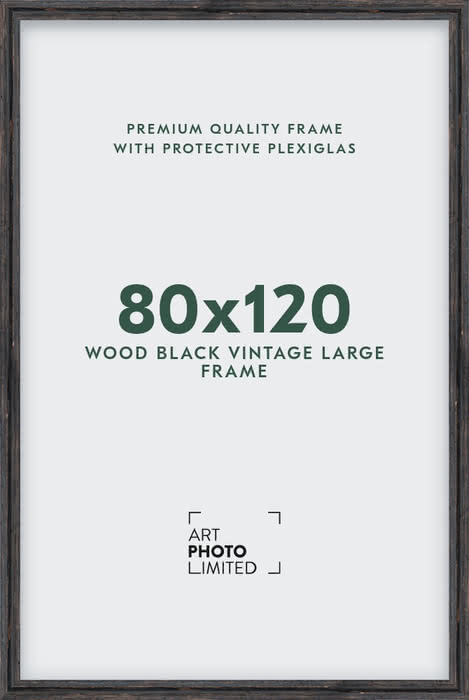 PREMIUM QUALITY FRAME
WITH PROTECTIVE PLEXIGLAS
80x120
WOOD BLACK VINTAGE LARGE
FRAME
ART
PHOTO
LIMITED